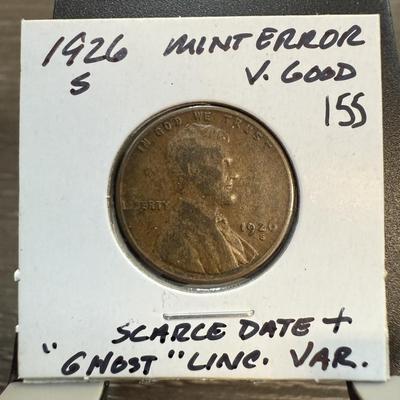 1926 MINT ERROR
S V. GOOD
155
IN GOD WE TRUST
LIBERTY
1926
S
SCARCE DATE +
"GHOST" LINC. VAR.